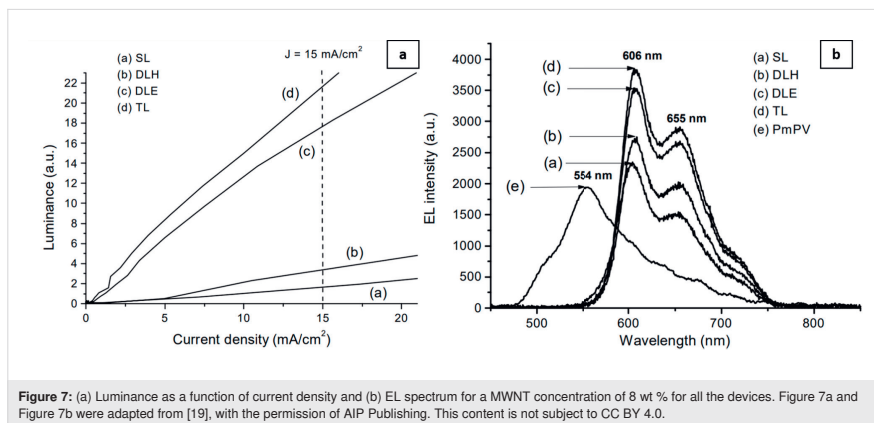 a
J = 15 mA/cm²
(a) SL
(b) DLH
(c) DLE
(d) TL
(d)
(c)
(b)
(a)
Luminance (a.u.)
22
20
18
16
14
12
10
8
6
4
2
0
0 5 10 15 20
Current density (mA/cm²)
b
606 nm
655 nm
554 nm
(d)
(c)
(b)
(a)
(e)
(a) SL
(b) DLH
(c) DLE
(d) TL
(e) PmPV
EL intensity (a.u.)
4000
3500
3000
2500
2000
1500
1000
500
0
500 600 700 800
Wavelength (nm)
Figure 7: (a) Luminance as a function of current density and (b) EL spectrum for a MWNT concentration of 8 wt % for all the devices. Figure 7a and
Figure 7b were adapted from [19], with the permission of AIP Publishing. This content is not subject to CC BY 4.0.